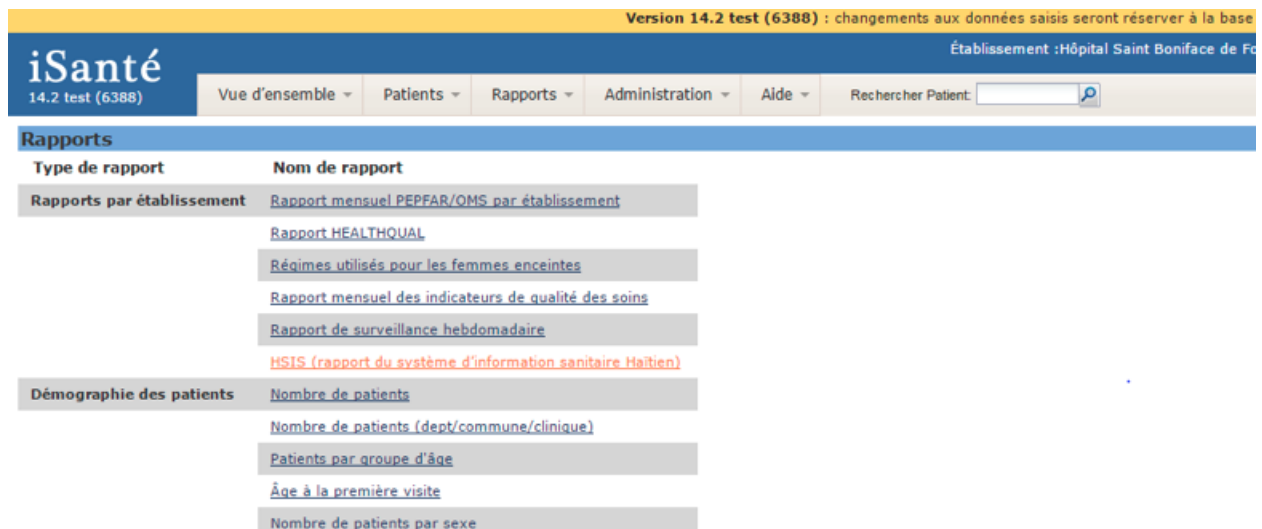 Version 14.2 test (6388) : changements aux données saisis seront réserver à la base
iSanté
14.2 test (6388)
Établissement :Hôpital Saint Boniface de Fo
Vue d'ensemble Patients Rapports Administration Aide Rechercher Patient:
Rapports
Type de rapport Nom de rapport
Rapports par établissement Rapport mensuel PEPFAR/OMS par établissement
Rapport HEALTHQUAL
Régimes utilisés pour les femmes enceintes
Rapport mensuel des indicateurs de qualité des soins
Rapport de surveillance hebdomadaire
HSIS (rapport du système d'information sanitaire Haïtien)
Démographie des patients Nombre de patients
Nombre de patients (dept/commune/clinique)
Patients par groupe d'âge
Âge à la première visite
Nombre de patients par sexe